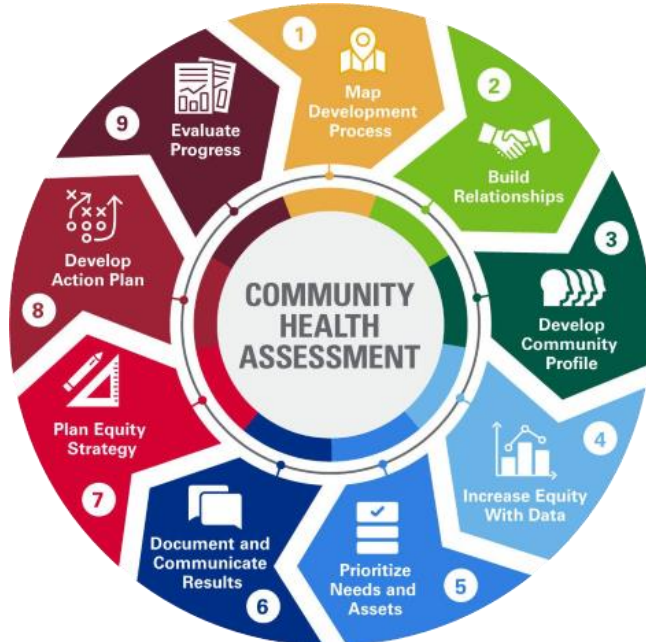 COMMUNITY
HEALTH
ASSESSMENT
1
Map
Development
Process
2
Build
Relationships
3
Develop
Community
Profile
4
Increase Equity
With Data
5
Prioritize
Needs and
Assets
6
Document and
Communicate
Results
7
Plan Equity
Strategy
8
Develop
Action Plan
9
Evaluate
Progress